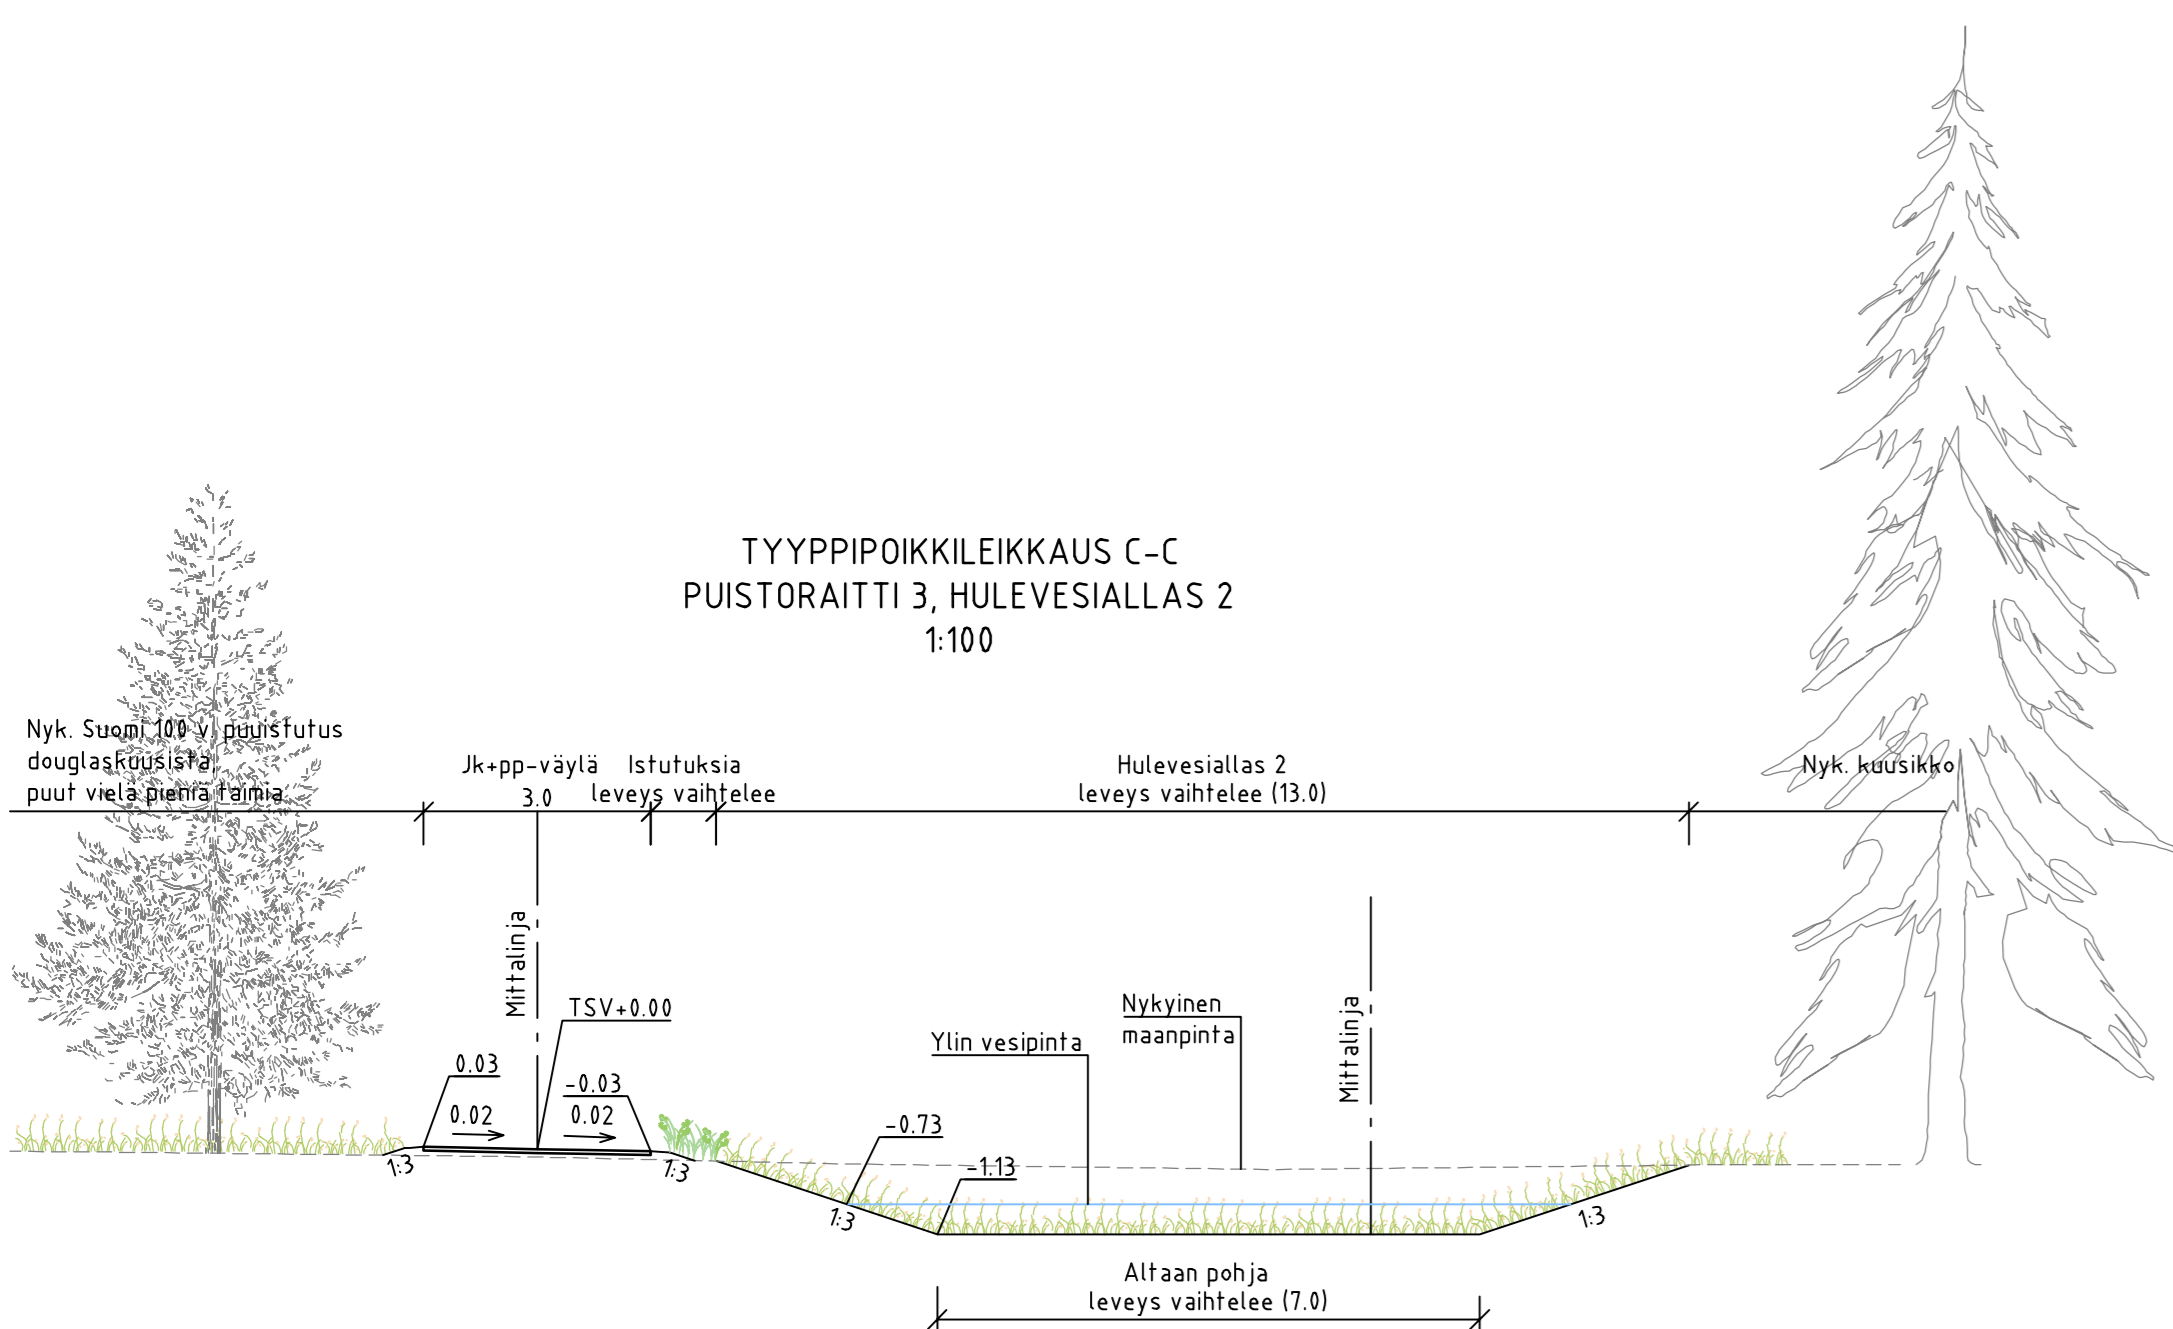 TYYPPIPOIKKILEIKKAUS C-C
PUISTORAITTI 3, HULEVESIALLAS 2
1:100
Nyk. Suomi 100 v. puuistutus
douglaskuusista,
puut vielä pieniä taimia
Jk+pp-väylä
3.0
Istutuksia
leveys vaihtelee
Hulevesiallas 2
leveys vaihtelee (13.0)
Nyk. kuusikko
Mittalinja
TSV+0.00
0.03
-0.03
0.02
0.02
1:3
1:3
Ylin vesipinta
Nykyinen
maanpinta
Mittalinja
-0.73
-1.13
1:3
1:3
Altaan pohja
leveys vaihtelee (7.0)